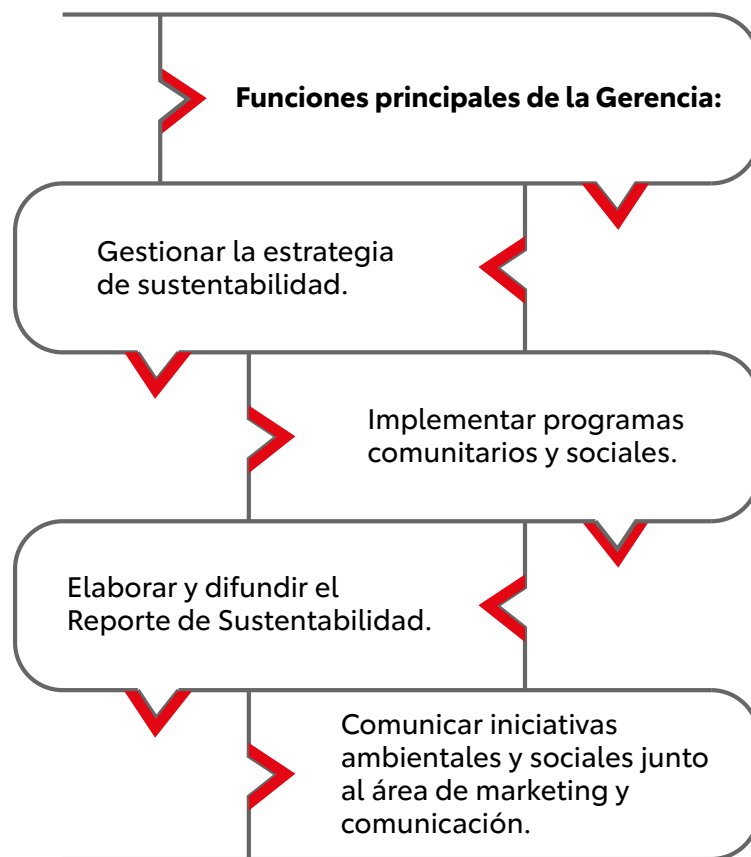 Funciones principales de la Gerencia:
Gestionar la estrategia
de sustentabilidad.
Implementar programas
comunitarios y sociales.
Elaborar y difundir el
Reporte de Sustentabilidad.
Comunicar iniciativas
ambientales y sociales junto
al área de marketing y
comunicación.